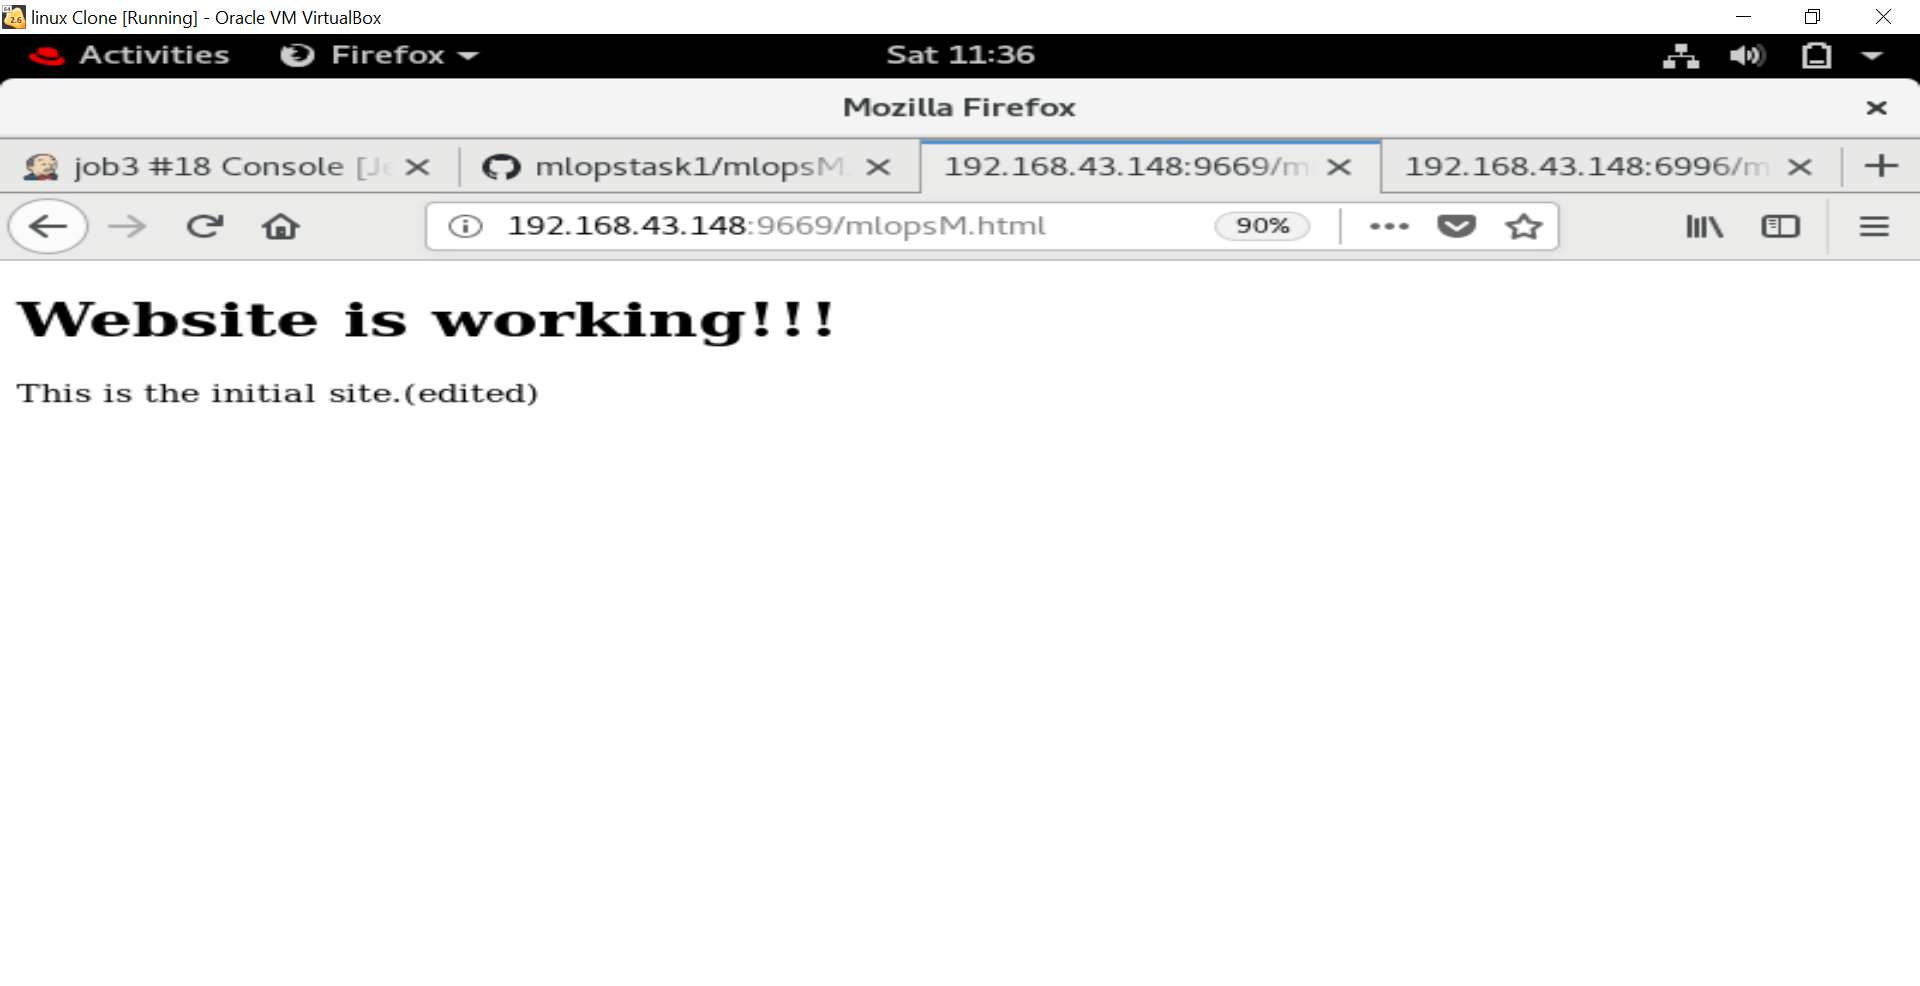 linux Clone [Running] - Oracle VM VirtualBox
Activities Firefox Sat 11:36
Mozilla Firefox
job3 #18 Console [Je mlopstask1/mlopsM. 192.168.43.148:9669/m 192.168.43.148:6996/m
192.168.43.148:9669/mlopsM.html 90%
Website is working!!!
This is the initial site.(edited)